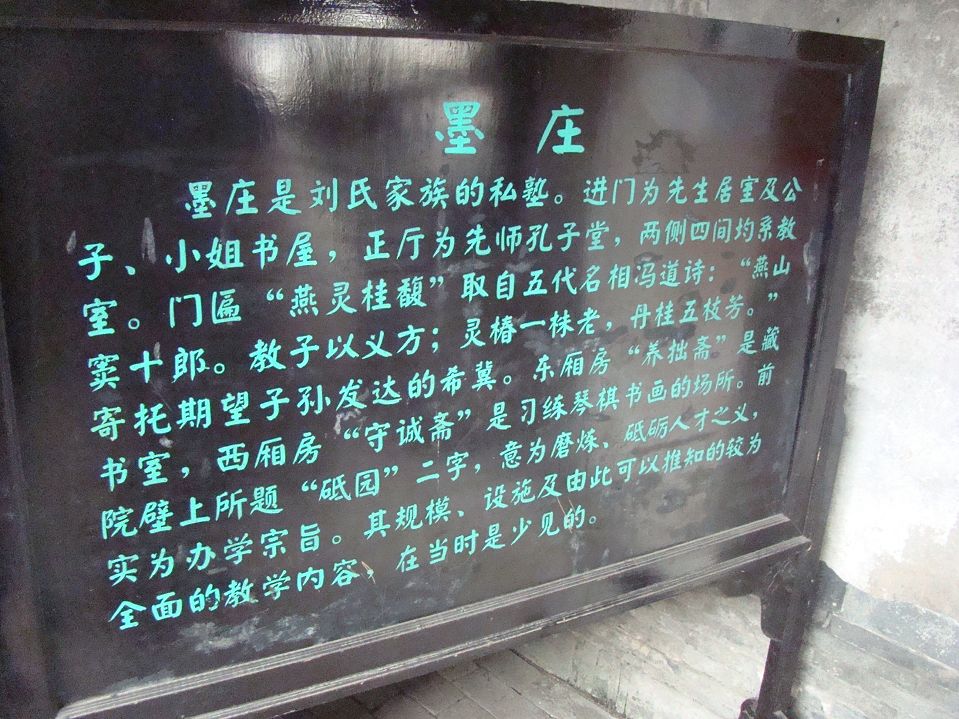 墨庄
墨庄是刘氏家族的私塾。进门为先生居室及公
子、小姐书屋，正厅为先师孔子堂，两侧四间均系教
室。门匾“燕灵桂馥”取自五代名相冯道诗：“燕山
窦十郎。教子以义方；灵椿一株老，丹桂五枝芳。”
寄托期望子孙发达的希冀。东厢房“养拙斋”是藏
书室，西厢房“守诚斋”是习练琴棋书画的场所。前
院壁上所题“砥园”二字，意为磨炼、砥砺人才之义，
实为办学宗旨。其规模、设施及由此可以推知的较为
全面的教学内容，在当时是少见的。